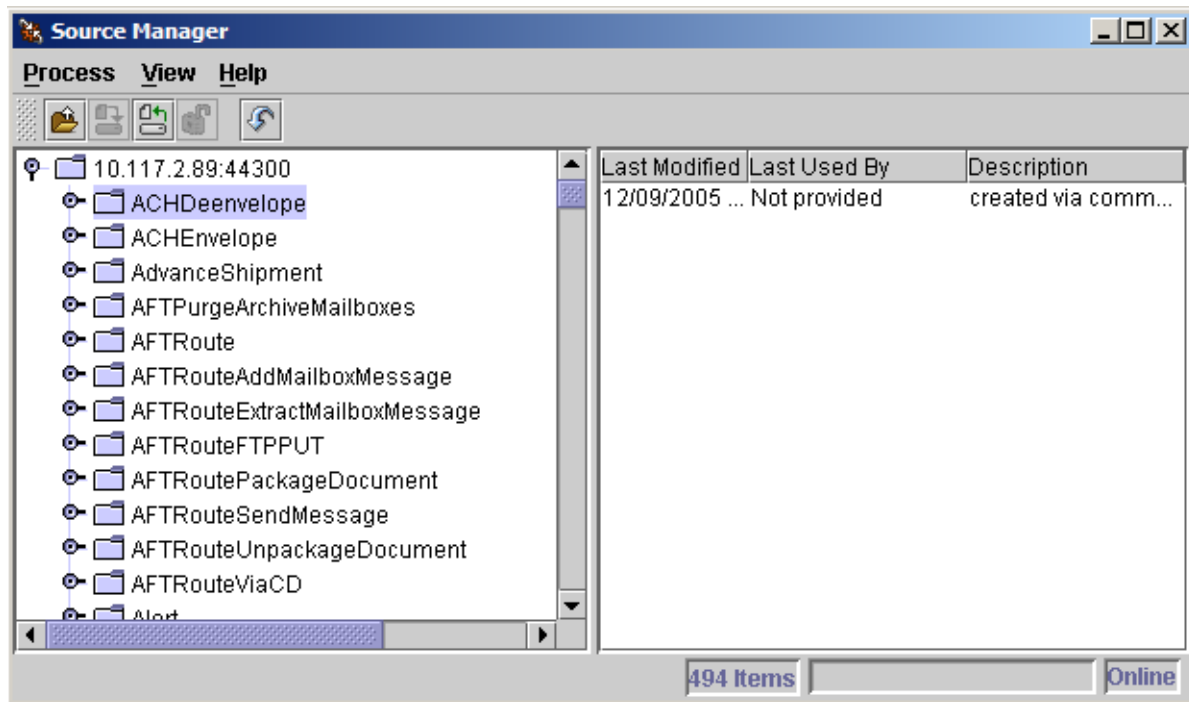 Source Manager
Process View Help
10.117.2.89:44300
ACHDeenvelope
ACHEnvelope
AdvanceShipment
AFTPurgeArchiveMailboxes
AFTRoute
AFTRouteAddMailboxMessage
AFTRouteExtractMailboxMessage
AFTRouteFTPPUT
AFTRoutePackageDocument
AFTRouteSendMessage
AFTRouteUnpackageDocument
AFTRouteViaCD
Alert
Last Modified Last Used By Description
12/09/2005 ... Not provided created via comm...
494 Items Online